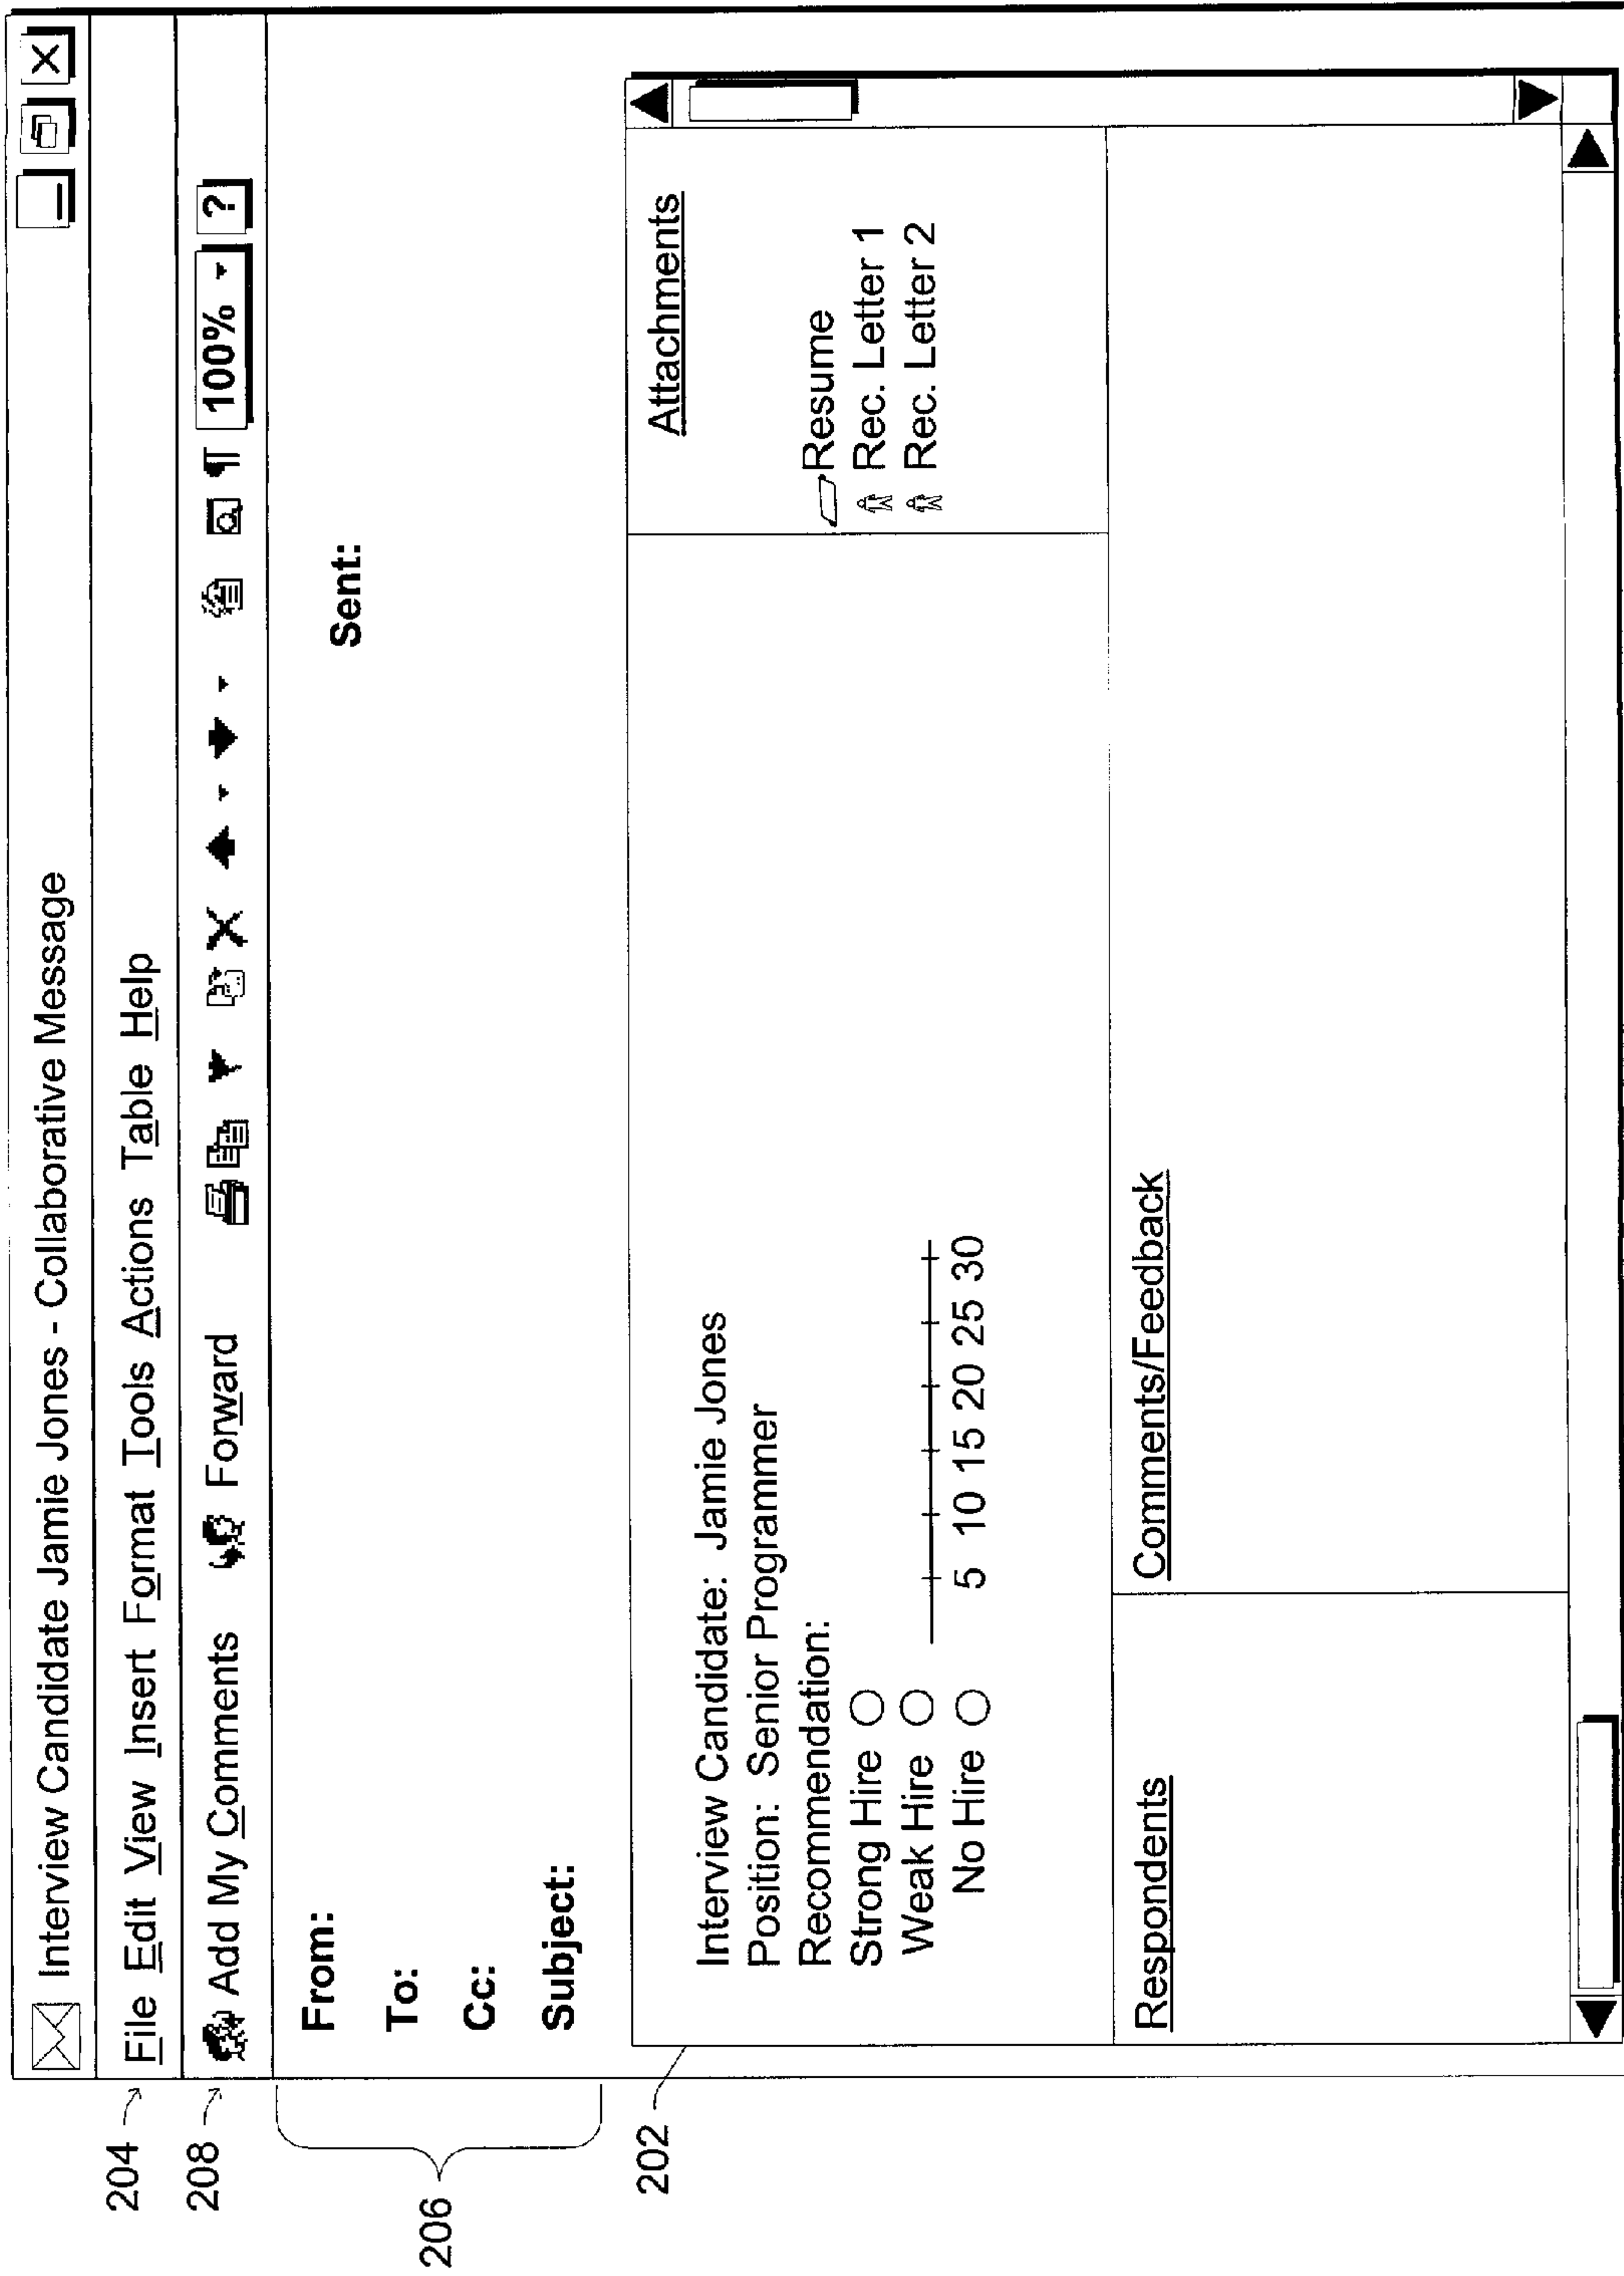 Interview Candidate Jamie Jones - Collaborative Message
204
File Edit View Insert Format Tools Actions Table Help
208
Add My Comments Forward 100% ?
206
From: Sent:
To:
Cc:
Subject:
202
Attachments
Interview Candidate: Jamie Jones
Position: Senior Programmer
Recommendation:
Strong Hire
Weak Hire
No Hire
5 10 15 20 25 30
Resume
Rec. Letter 1
Rec. Letter 2
Respondents
Comments/Feedback